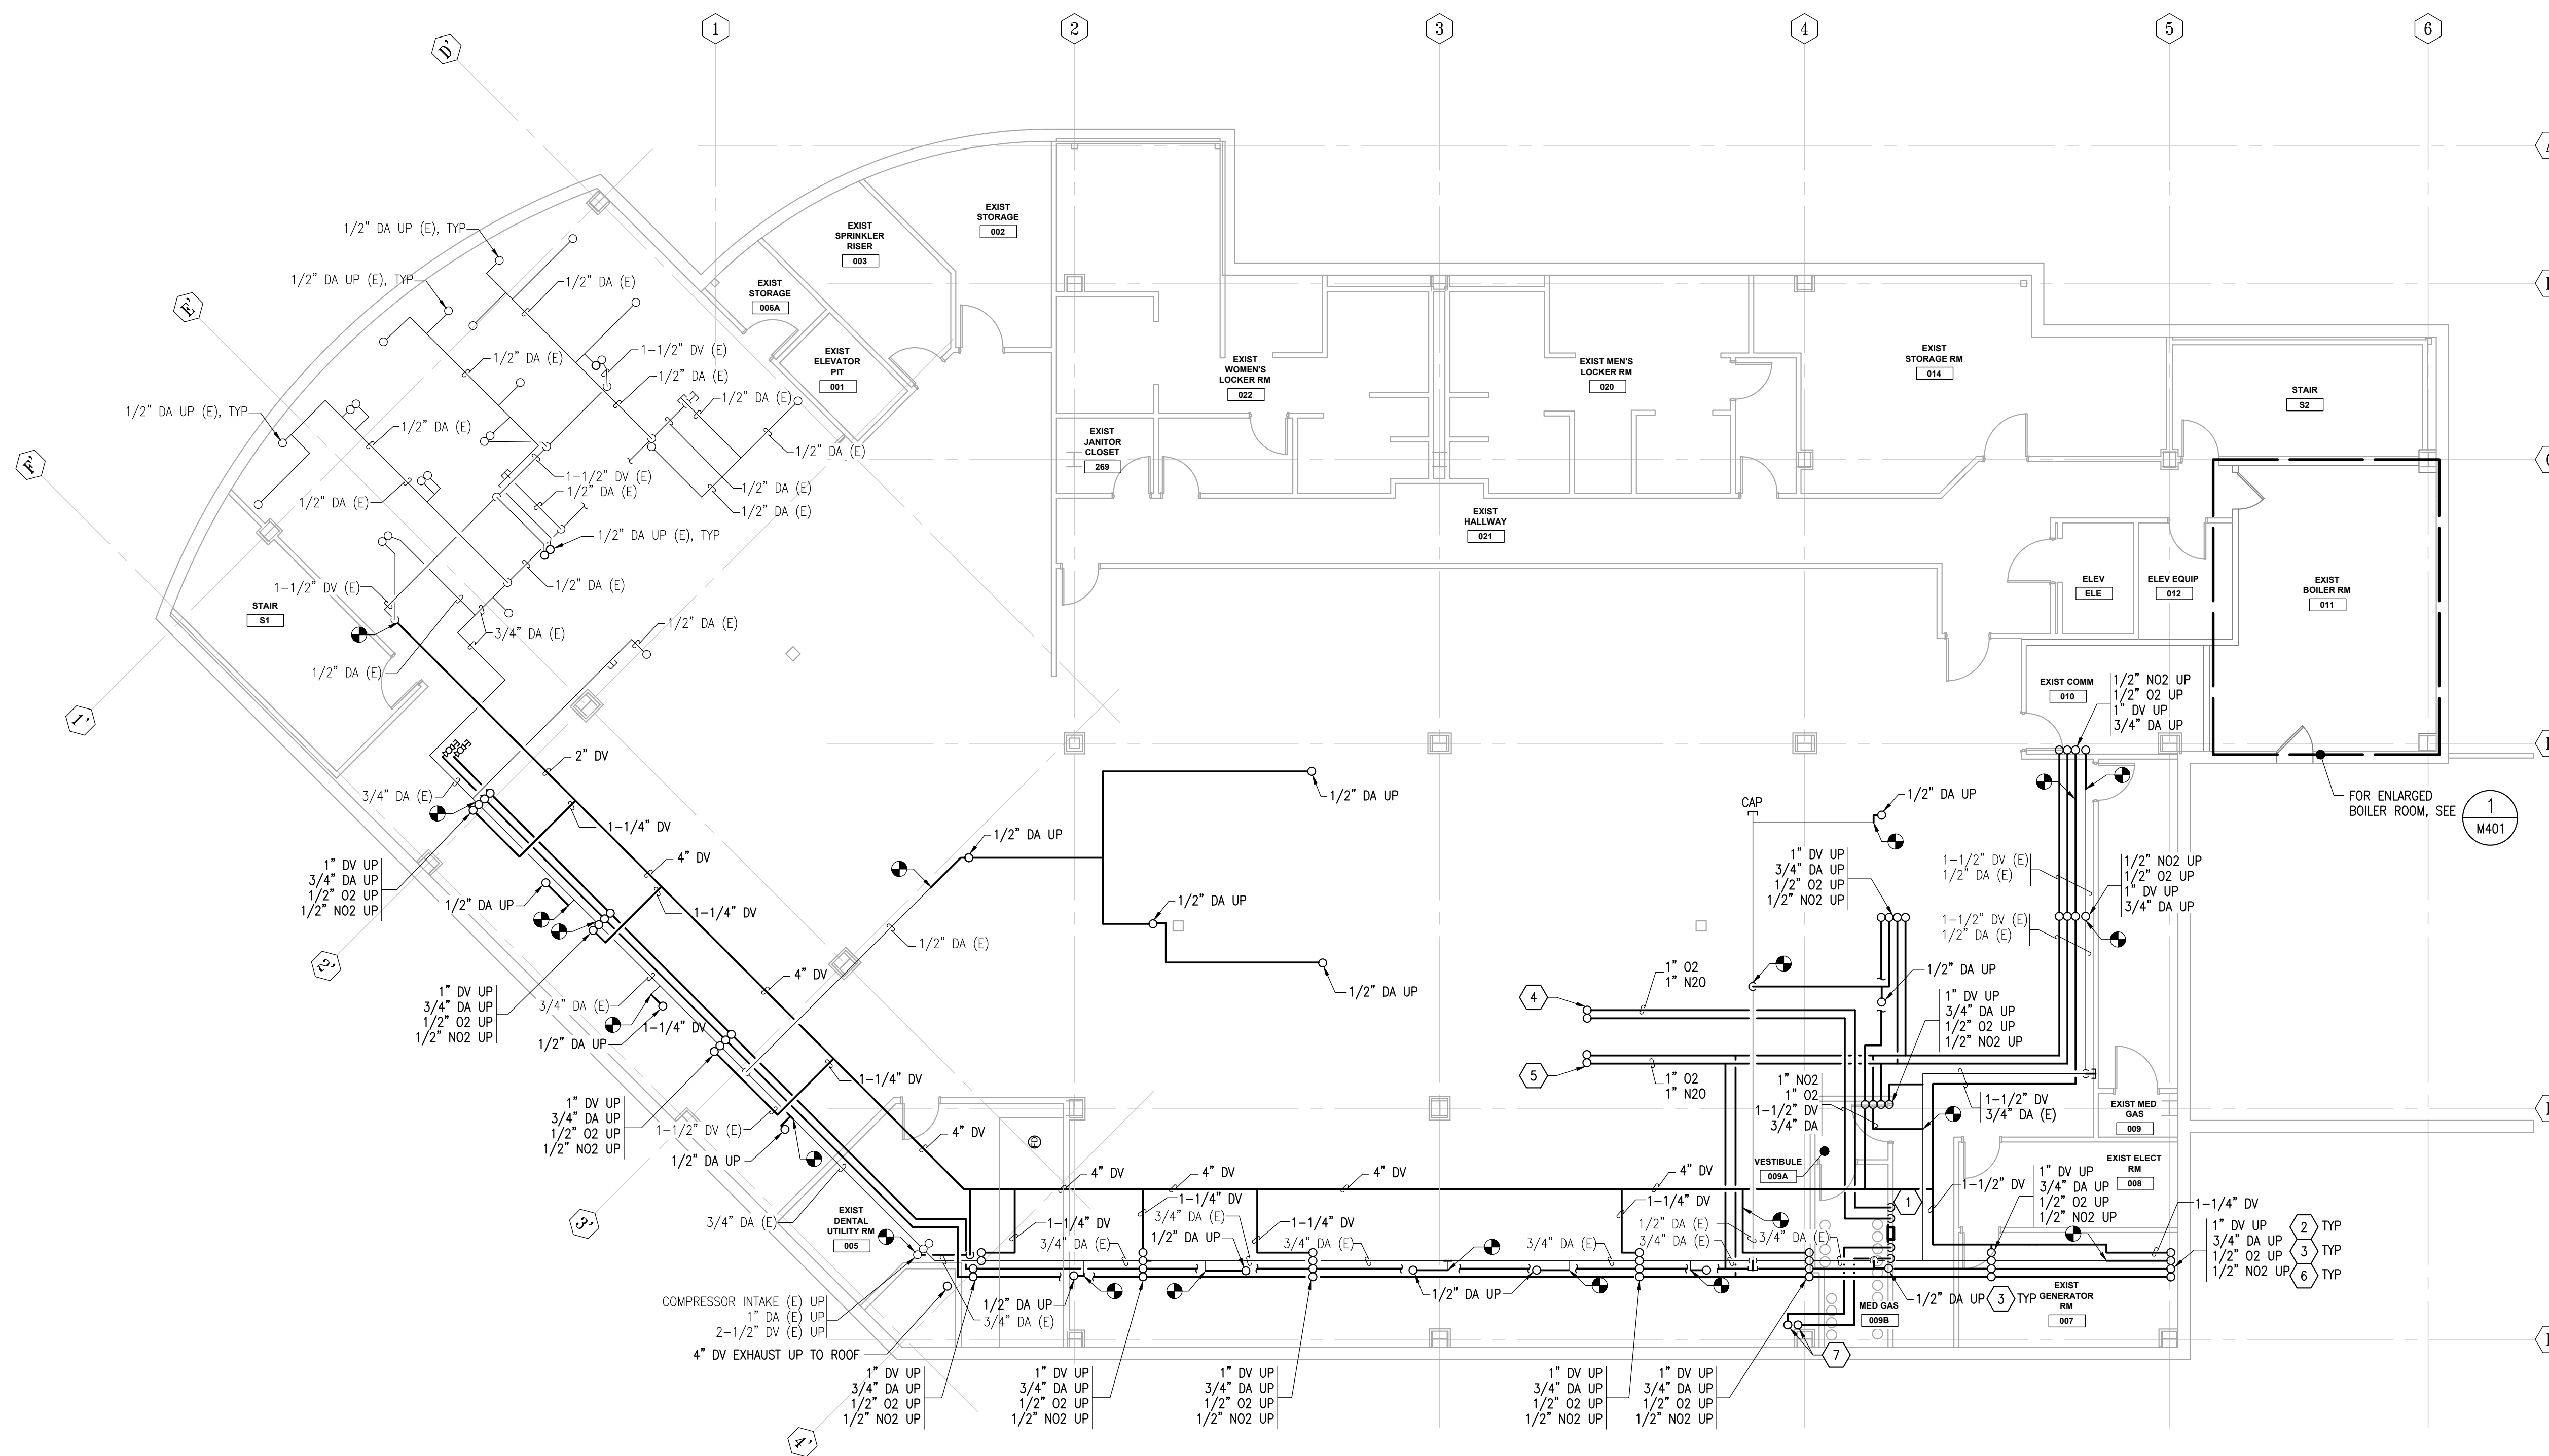 1
2
3
4
5
6
D'
E'
F'
1'
2'
3'
4'
1/2" DA UP (E), TYP
1/2" DA UP (E), TYP
1/2" DA UP (E), TYP
1/2" DA (E)
1/2" DA (E)
1-1/2" DV (E)
1/2" DA (E)
1/2" DA (E)
1/2" DA (E)
1/2" DA (E)
1-1/2" DV (E)
1/2" DA (E)
1/2" DA (E)
1/2" DA (E)
1/2" DA (E)
1/2" DA UP (E), TYP
1/2" DA (E)
1-1/2" DV (E)
3/4" DA (E)
1/2" DA (E)
1/2" DA (E)
STAIR
S1
EXIST
STORAGE
006A
EXIST
SPRINKLER
RISER
003
EXIST
STORAGE
002
EXIST
ELEVATOR
PIT
001
EXIST
WOMEN'S
LOCKER RM
022
EXIST
JANITOR
CLOSET
269
EXIST MEN'S
LOCKER RM
020
EXIST
STORAGE RM
014
STAIR
S2
EXIST
HALLWAY
021
ELEV
ELE
ELEV EQUIP
012
EXIST
BOILER RM
011
EXIST COMM
010
1/2" NO2 UP
1/2" O2 UP
1" DV UP
3/4" DA UP
FOR ENLARGED
BOILER ROOM, SEE
1
M401
2" DV
3/4" DA (E)
1-1/4" DV
4" DV
1" DV UP
3/4" DA UP
1/2" O2 UP
1/2" NO2 UP
1/2" DA UP
1-1/4" DV
1/2" DA UP
1/2" DA UP
1/2" DA UP
1/2" DA (E)
1/2" DA UP
4" DV
1" DV UP
3/4" DA UP
1/2" O2 UP
1/2" NO2 UP
3/4" DA (E)
1-1/4" DV
1/2" DA UP
1-1/4" DV
1" DV UP
3/4" DA UP
1/2" O2 UP
1/2" NO2 UP
1-1/2" DV (E)
1/2" DA UP
4" DV
3/4" DA (E)
CAP
1/2" DA UP
1" DV UP
3/4" DA UP
1/2" O2 UP
1/2" NO2 UP
1-1/2" DV (E)
1/2" DA (E)
1/2" NO2 UP
1/2" O2 UP
1" DV UP
3/4" DA UP
1-1/2" DV (E)
1/2" DA (E)
4
1" O2
1" N2O
1/2" DA UP
1" DV UP
3/4" DA UP
1/2" O2 UP
1/2" NO2 UP
5
1" O2
1" N2O
1" NO2
1" O2
1-1/2" DV
3/4" DA
1-1/2" DV
3/4" DA (E)
EXIST MED
GAS
009
VESTIBULE
009A
EXIST ELECT
RM
008
1
1-1/2" DV
1" DV UP
3/4" DA UP
1/2" O2 UP
1/2" NO2 UP
1-1/4" DV
1" DV UP
3/4" DA UP
1/2" O2 UP
1/2" NO2 UP
2 TYP
3 TYP
6 TYP
4" DV
4" DV
4" DV
4" DV
EXIST
DENTAL
UTILITY RM
005
1-1/4" DV
3/4" DA (E)
1-1/4" DV
3/4" DA (E)
1/2" DA UP
1-1/4" DV
3/4" DA (E)
3/4" DA (E)
1-1/4" DV
1/2" DA (E)
3/4" DA (E)
3/4" DA (E)
COMPRESSOR INTAKE (E) UP
1" DA (E) UP
2-1/2" DV (E) UP
4" DV EXHAUST UP TO ROOF
1/2" DA UP
3/4" DA (E)
1/2" DA UP
MED GAS
009B
1/2" DA UP
3 TYP
EXIST
GENERATOR
RM
007
7
1" DV UP
3/4" DA UP
1/2" O2 UP
1/2" NO2 UP
1" DV UP
3/4" DA UP
1/2" O2 UP
1/2" NO2 UP
1" DV UP
3/4" DA UP
1/2" O2 UP
1/2" NO2 UP
1" DV UP
3/4" DA UP
1/2" O2 UP
1/2" NO2 UP
1" DV UP
3/4" DA UP
1/2" O2 UP
1/2" NO2 UP